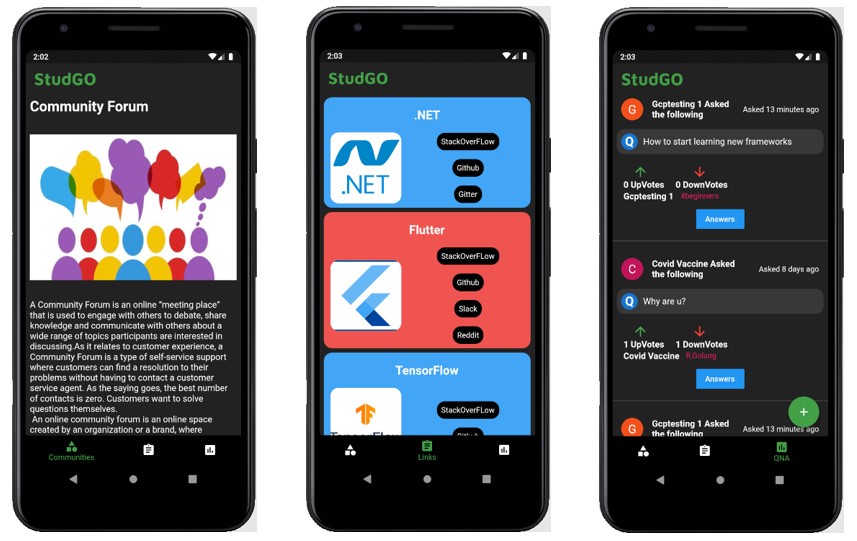 2:02
StudGO
Community Forum
A Community Forum is an online “meeting place”
that is used to engage with others to debate, share
knowledge and communicate with others about a
wide range of topics participants are interested in
discussing.As it relates to customer experience, a
Community Forum is a type of self-service support
where customers can find a resolution to their
problems without having to contact a customer
service agent. As the saying goes, the best number
of contacts is zero. Customers want to solve
questions themselves.
An online community forum is an online space
created by an organization or a brand, where
Communities
2:03
StudGO
.NET
.NET
StackOverFLow
Github
Gitter
Flutter
StackOverFLow
Github
Slack
Reddit
TensorFlow
TensorFlow
StackOverFLow
Github
Links
2:03
StudGO
G
Gcptesting 1 Asked
the following
Asked 13 minutes ago
Q
How to start learning new frameworks
0 UpVotes
0 DownVotes
Gcptesting 1
#beginners
Answers
C
Covid Vaccine Asked
the following
Asked 8 days ago
Q
Why are u?
1 UpVotes
1 DownVotes
Covid Vaccine
R,Golang
Answers
G
Gcptesting 1 Asked
the following
Asked 13 minutes ago
+
QNA